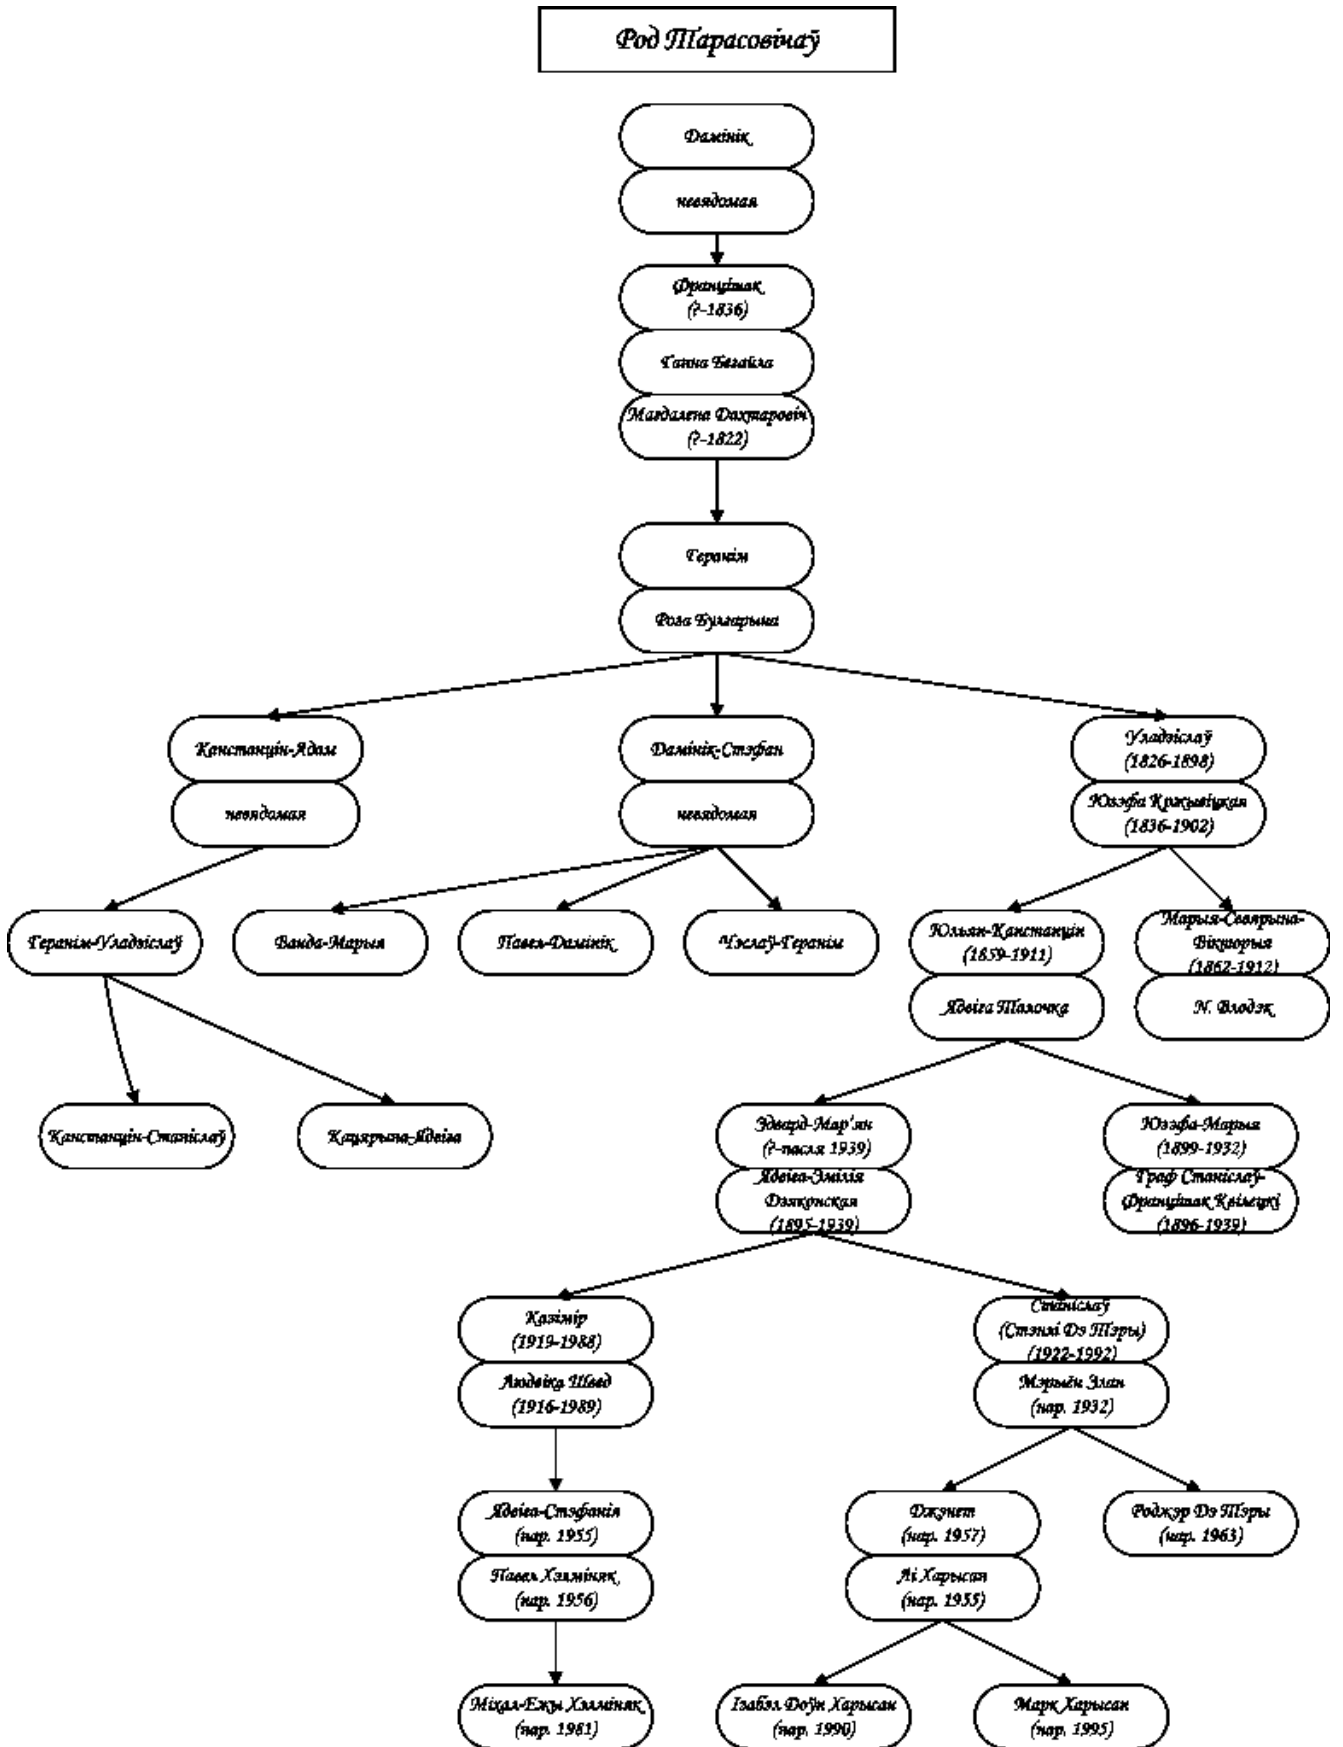 Род Тарасовічаў
Дамінік
невядомая
Францішак
(?-1836)
Ганна Бегайла
Магдалена Дахтаровіч
(?-1822)
Геранім
Роза Булгарына
Канстанцін-Адам
невядомая
Дамінік-Стэфан
невядомая
Уладзіслаў
(1826-1898)
Юзэфа Кржывіцкая
(1836-1902)
Геранім-Уладзіслаў
Ванда-Марыя
Павел-Дамінік
Чэслаў-Геранім
Юльян-Канстанцін
(1859-1911)
Ядвіга Талочка
Марыя-Севярына-
Вікторыя
(1862-1912)
N. Влодэк
Канстанцін-Станіслаў
Кацярына-Ядвіга
Эдвард-Мар'ян
(?-пасля 1939)
Ядвіга-Эмілія
Дзяконская
(1895-1939)
Юзэфа-Марыя
(1899-1932)
Граф Станіслаў-
Францішак Квілецкі
(1896-1939)
Казімір
(1919-1988)
Людвіка Швед
(1916-1989)
Станіслаў
(Стэнлі Дэ Тэры)
(1922-1992)
Мэрыён Элан
(нар. 1932)
Ядвіга-Стэфанія
(нар. 1955)
Павел Хэлміняк
(нар. 1956)
Джэнет
(нар. 1957)
Лі Харысан
(нар. 1955)
Роджэр Дэ Тэры
(нар. 1963)
Міхал-Ежы Хэлміняк
(нар. 1981)
Ізабэл Доўн Харысан
(нар. 1990)
Марк Харысан
(нар. 1995)